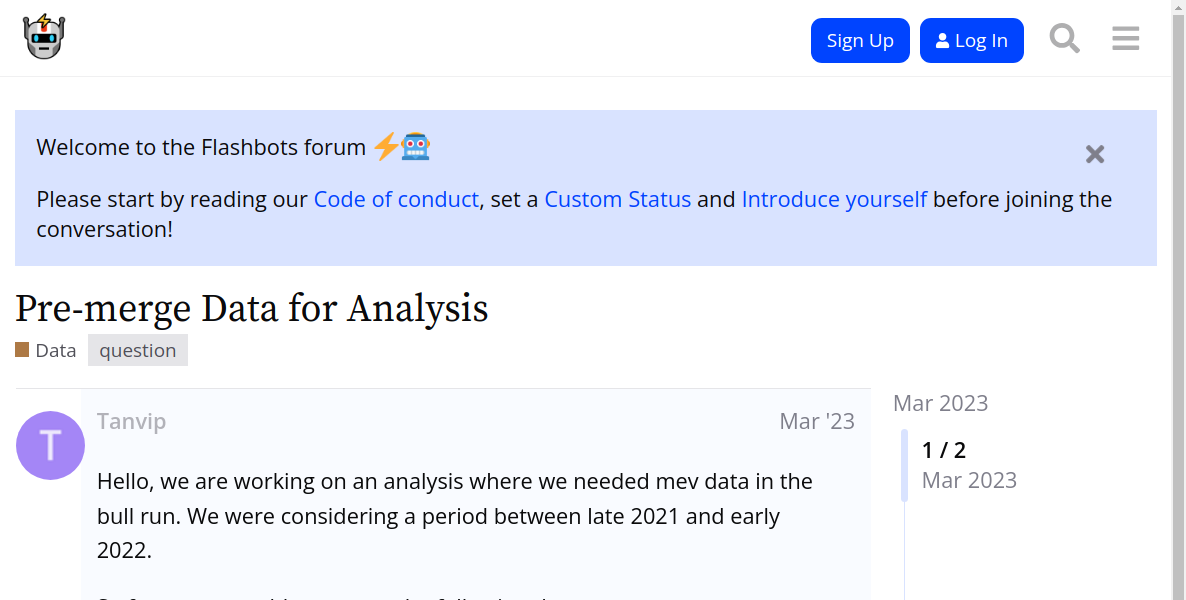 Sign Up
Log In
Welcome to the Flashbots forum
Please start by reading our Code of conduct, set a Custom Status and Introduce yourself before joining the
conversation!
Pre-merge Data for Analysis
Data
question
T
Tanvip
Mar '23
Hello, we are working on an analysis where we needed mev data in the
bull run. We were considering a period between late 2021 and early
2022.
Mar 2023
1 / 2
Mar 2023